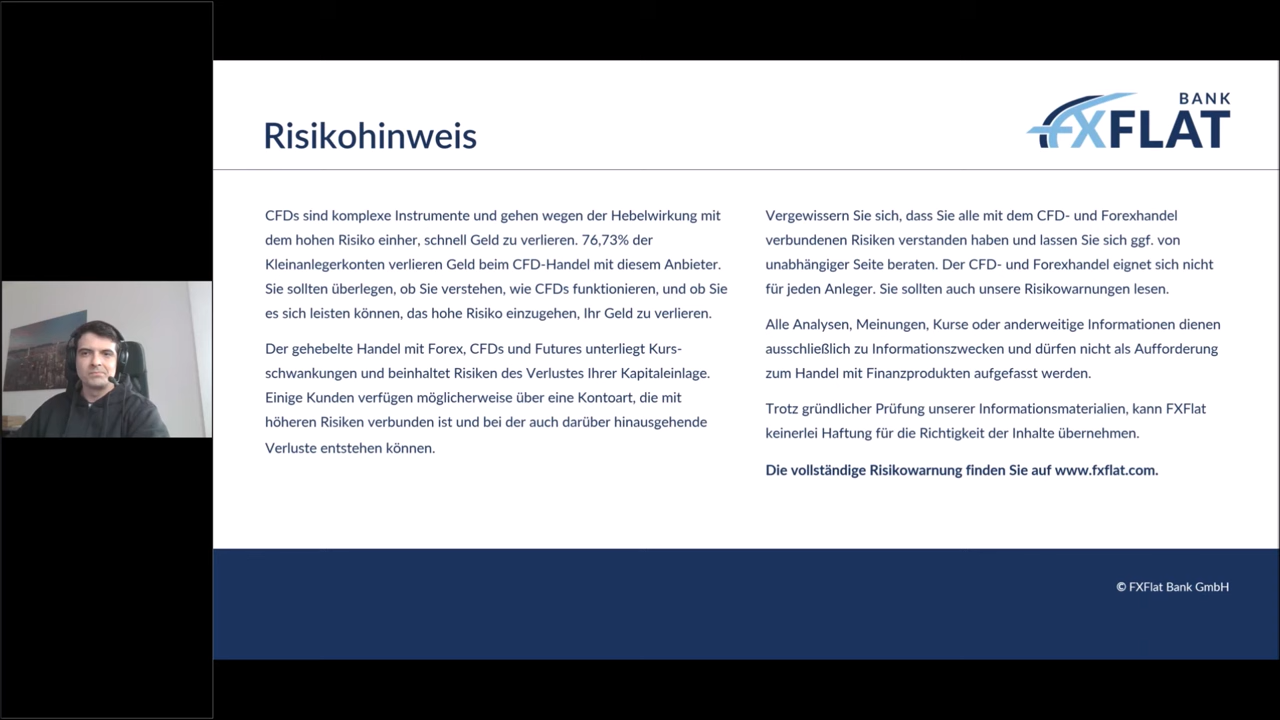 Risikohinweis
BANK
FXFLAT
CFDs sind komplexe Instrumente und gehen wegen der Hebelwirkung mit
dem hohen Risiko einher, schnell Geld zu verlieren. 76,73% der
Kleinanlegerkonten verlieren Geld beim CFD-Handel mit diesem Anbieter.
Sie sollten überlegen, ob Sie verstehen, wie CFDs funktionieren, und ob Sie
es sich leisten können, das hohe Risiko einzugehen, Ihr Geld zu verlieren.
Der gehebelte Handel mit Forex, CFDs und Futures unterliegt Kurs-
schwankungen und beinhaltet Risiken des Verlustes Ihrer Kapitaleinlage.
Einige Kunden verfügen möglicherweise über eine Kontoart, die mit
höheren Risiken verbunden ist und bei der auch darüber hinausgehende
Verluste entstehen können.
Vergewissern Sie sich, dass Sie alle mit dem CFD- und Forexhandel
verbundenen Risiken verstanden haben und lassen Sie sich ggf. von
unabhängiger Seite beraten. Der CFD- und Forexhandel eignet sich nicht
für jeden Anleger. Sie sollten auch unsere Risikowarnungen lesen.
Alle Analysen, Meinungen, Kurse oder anderweitige Informationen dienen
ausschließlich zu Informationszwecken und dürfen nicht als Aufforderung
zum Handel mit Finanzprodukten aufgefasst werden.
Trotz gründlicher Prüfung unserer Informationsmaterialien, kann FXFlat
keinerlei Haftung für die Richtigkeit der Inhalte übernehmen.
Die vollständige Risikowarnung finden Sie auf www.fxflat.com.
© FXFlat Bank GmbH